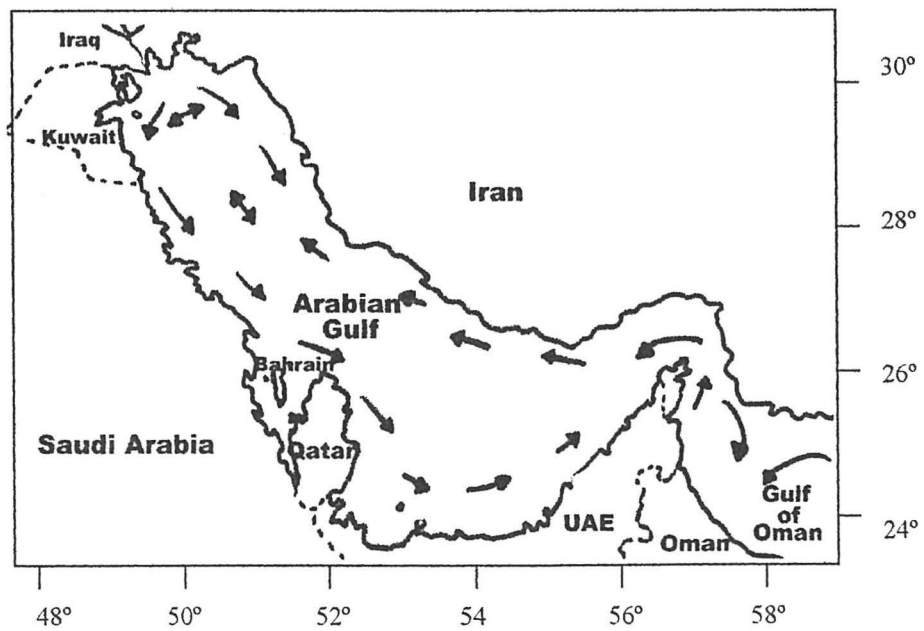 Iraq
30°
Kuwait
Iran
28°
Arabian
Gulf
26°
Bahrain
Saudi Arabia
Qatar
UAE
Oman
Gulf
of
Oman
24°
48°
50°
52°
54
56°
58°